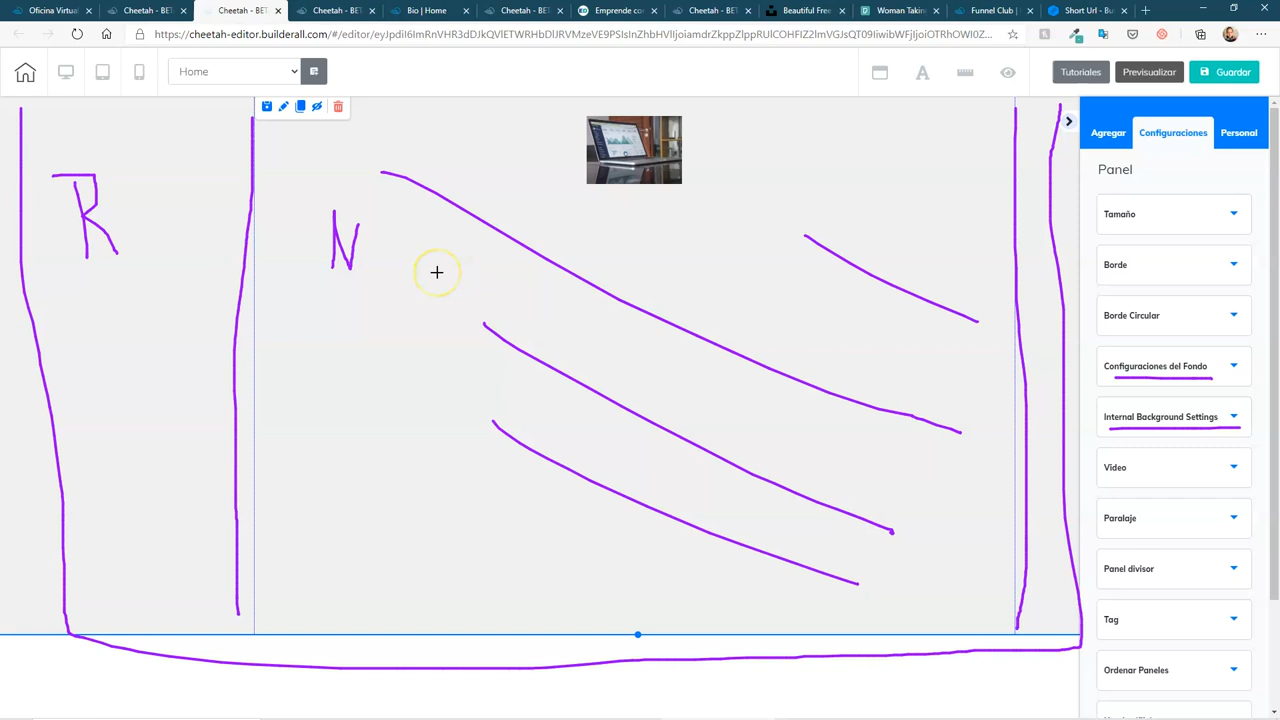 Oficina Virtual
Cheetah - BET
Cheetah - BET
Cheetah - BET
Bio | Home
Cheetah - BET
Emprende con
Cheetah - BET
Beautiful Free
Woman Taking
Funnel Club |
Short Url - Bu
Home
Tutoriales
Previsualizar
Guardar
Agregar
Configuraciones
Personal
Panel
Tamaño
Borde
Borde Circular
Configuraciones del Fondo
Internal Background Settings
Video
Paralaje
Panel divisor
Tag
Ordenar Paneles
R
N